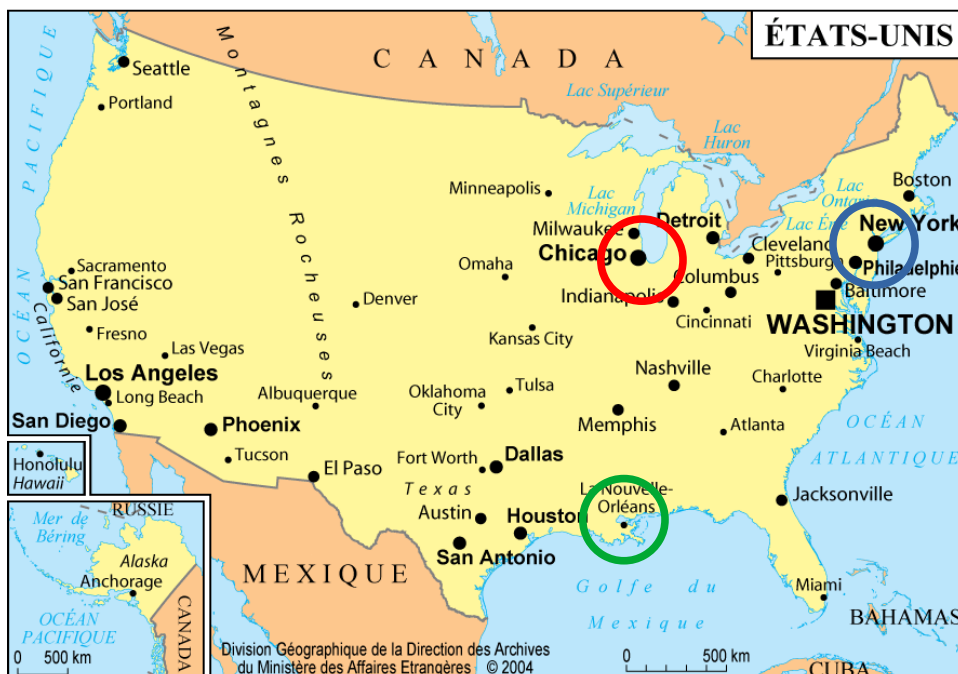 ÉTATS-UNIS
CANADA
OCÉAN PACIFIQUE
Montagnes Rocheuses
Seattle
Portland
Lac Supérieur
Lac
Huron
Lac
Michigan
Lac
Ontario
Lac Érié
Minneapolis
Milwaukee
Detroit
Boston
New York
Chicago
Cleveland
Pittsburgh
Philadelphie
Columbus
Baltimore
Omaha
Indianapolis
Cincinnati
WASHINGTON
Virginia Beach
Sacramento
San Francisco
San José
Californie
Fresno
Denver
Kansas City
Las Vegas
Los Angeles
Long Beach
Albuquerque
Oklahoma
City
Tulsa
Nashville
Charlotte
Memphis
Atlanta
San Diego
Phoenix
Tucson
El Paso
Fort Worth
Dallas
Texas
Austin
Houston
San Antonio
La Nouvelle-
Orléans
Jacksonville
OCÉAN
ATLANTIQUE
Honolulu
Hawaii
RUSSIE
Mer de
Béring
Alaska
Anchorage
OCÉAN
PACIFIQUE
CANADA
0 500 km
MEXIQUE
Golfe du
Mexique
Miami
BAHAMAS
CUBA
Division Géographique de la Direction des Archives
du Ministère des Affaires Etrangères © 2004
0 500 km